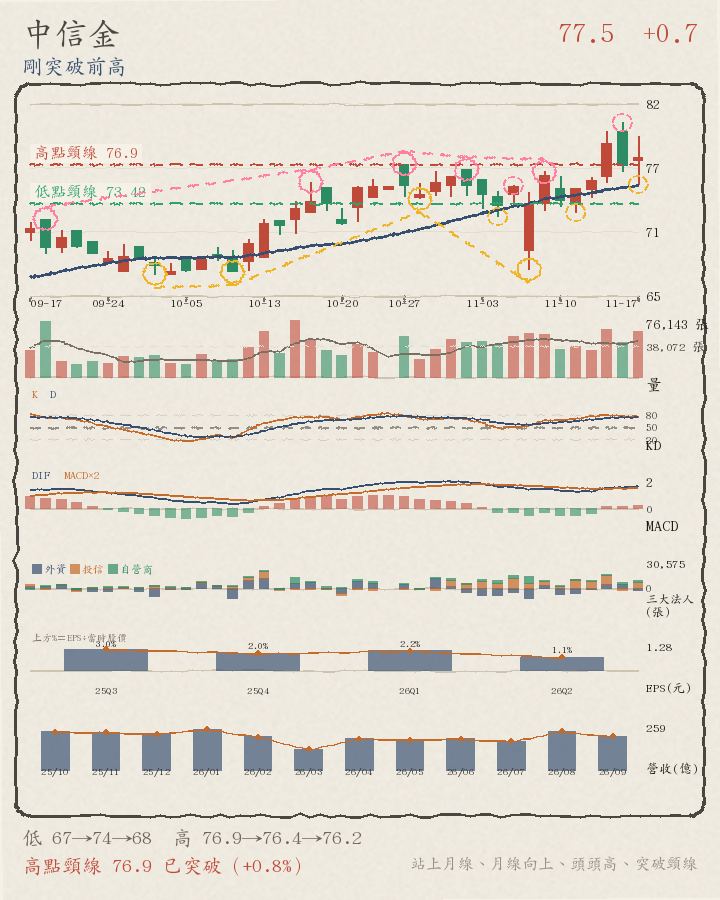 中信金
77.5 +0.7
剛突破前高
82
高點頸線 76.9
77
低點頸線 73.42
71
65
09-17 09-24 10-05 10-13 10-20 10-27 11-03 11-10 11-17
76,143 張
38,072 張
量
K D
80
50
20
KD
DIF MACD×2
2
0
MACD
外資 投信 自營商
30,575
0
三大法人
(張)
上方%=EPS÷當時股價
3.0% 2.0% 2.2% 1.1%
1.28
25Q3 25Q4 26Q1 26Q2
EPS(元)
259
25/10 25/11 25/12 26/01 26/02 26/03 26/04 26/05 26/06 26/07 26/08 26/09
營收(億)
低 67→74→68 高 76.9→76.4→76.2
高點頸線 76.9 已突破 (+0.8%)
站上月線、月線向上、頭頭高、突破頸線